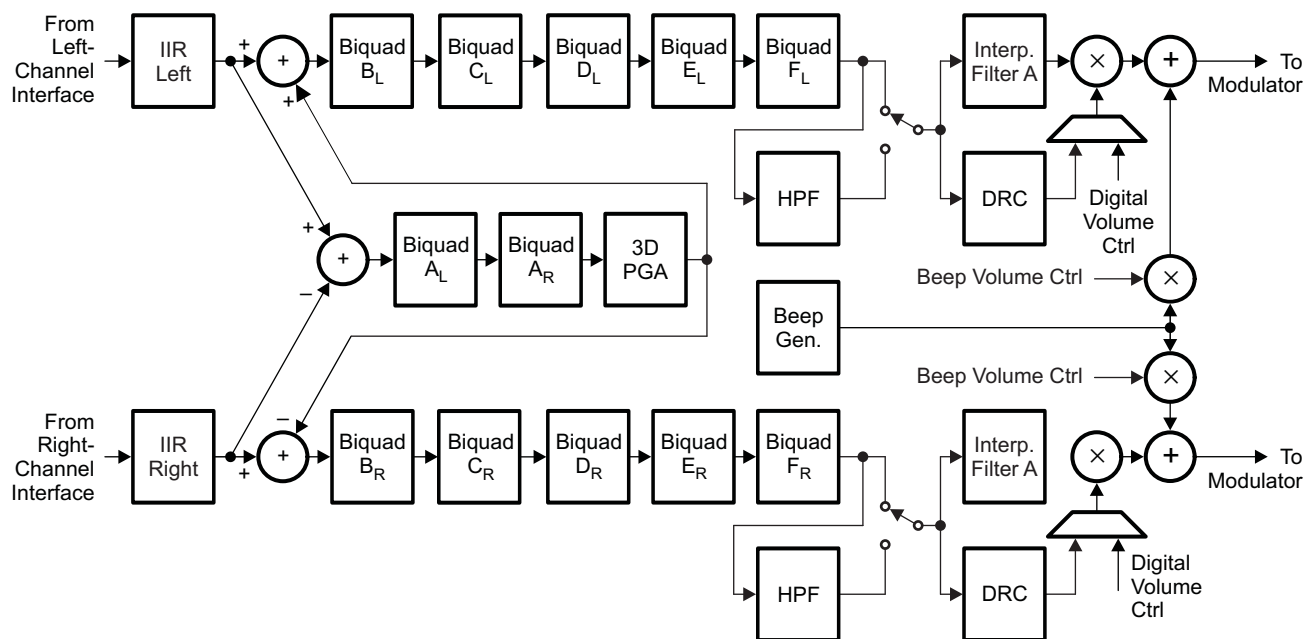 From
Left-
Channel
Interface
IIR
Left
+
+
+
Biquad
BL
Biquad
CL
Biquad
DL
Biquad
EL
Biquad
FL
Interp.
Filter A
×
+
To
Modulator
HPF
DRC
Digital
Volume
Ctrl
+
−
+
Biquad
AL
Biquad
AR
3D
PGA
Beep
Gen.
Beep Volume Ctrl
×
Beep Volume Ctrl
×
From
Right-
Channel
Interface
IIR
Right
−
+
+
Biquad
BR
Biquad
CR
Biquad
DR
Biquad
ER
Biquad
FR
Interp.
Filter A
×
+
To
Modulator
HPF
DRC
Digital
Volume
Ctrl